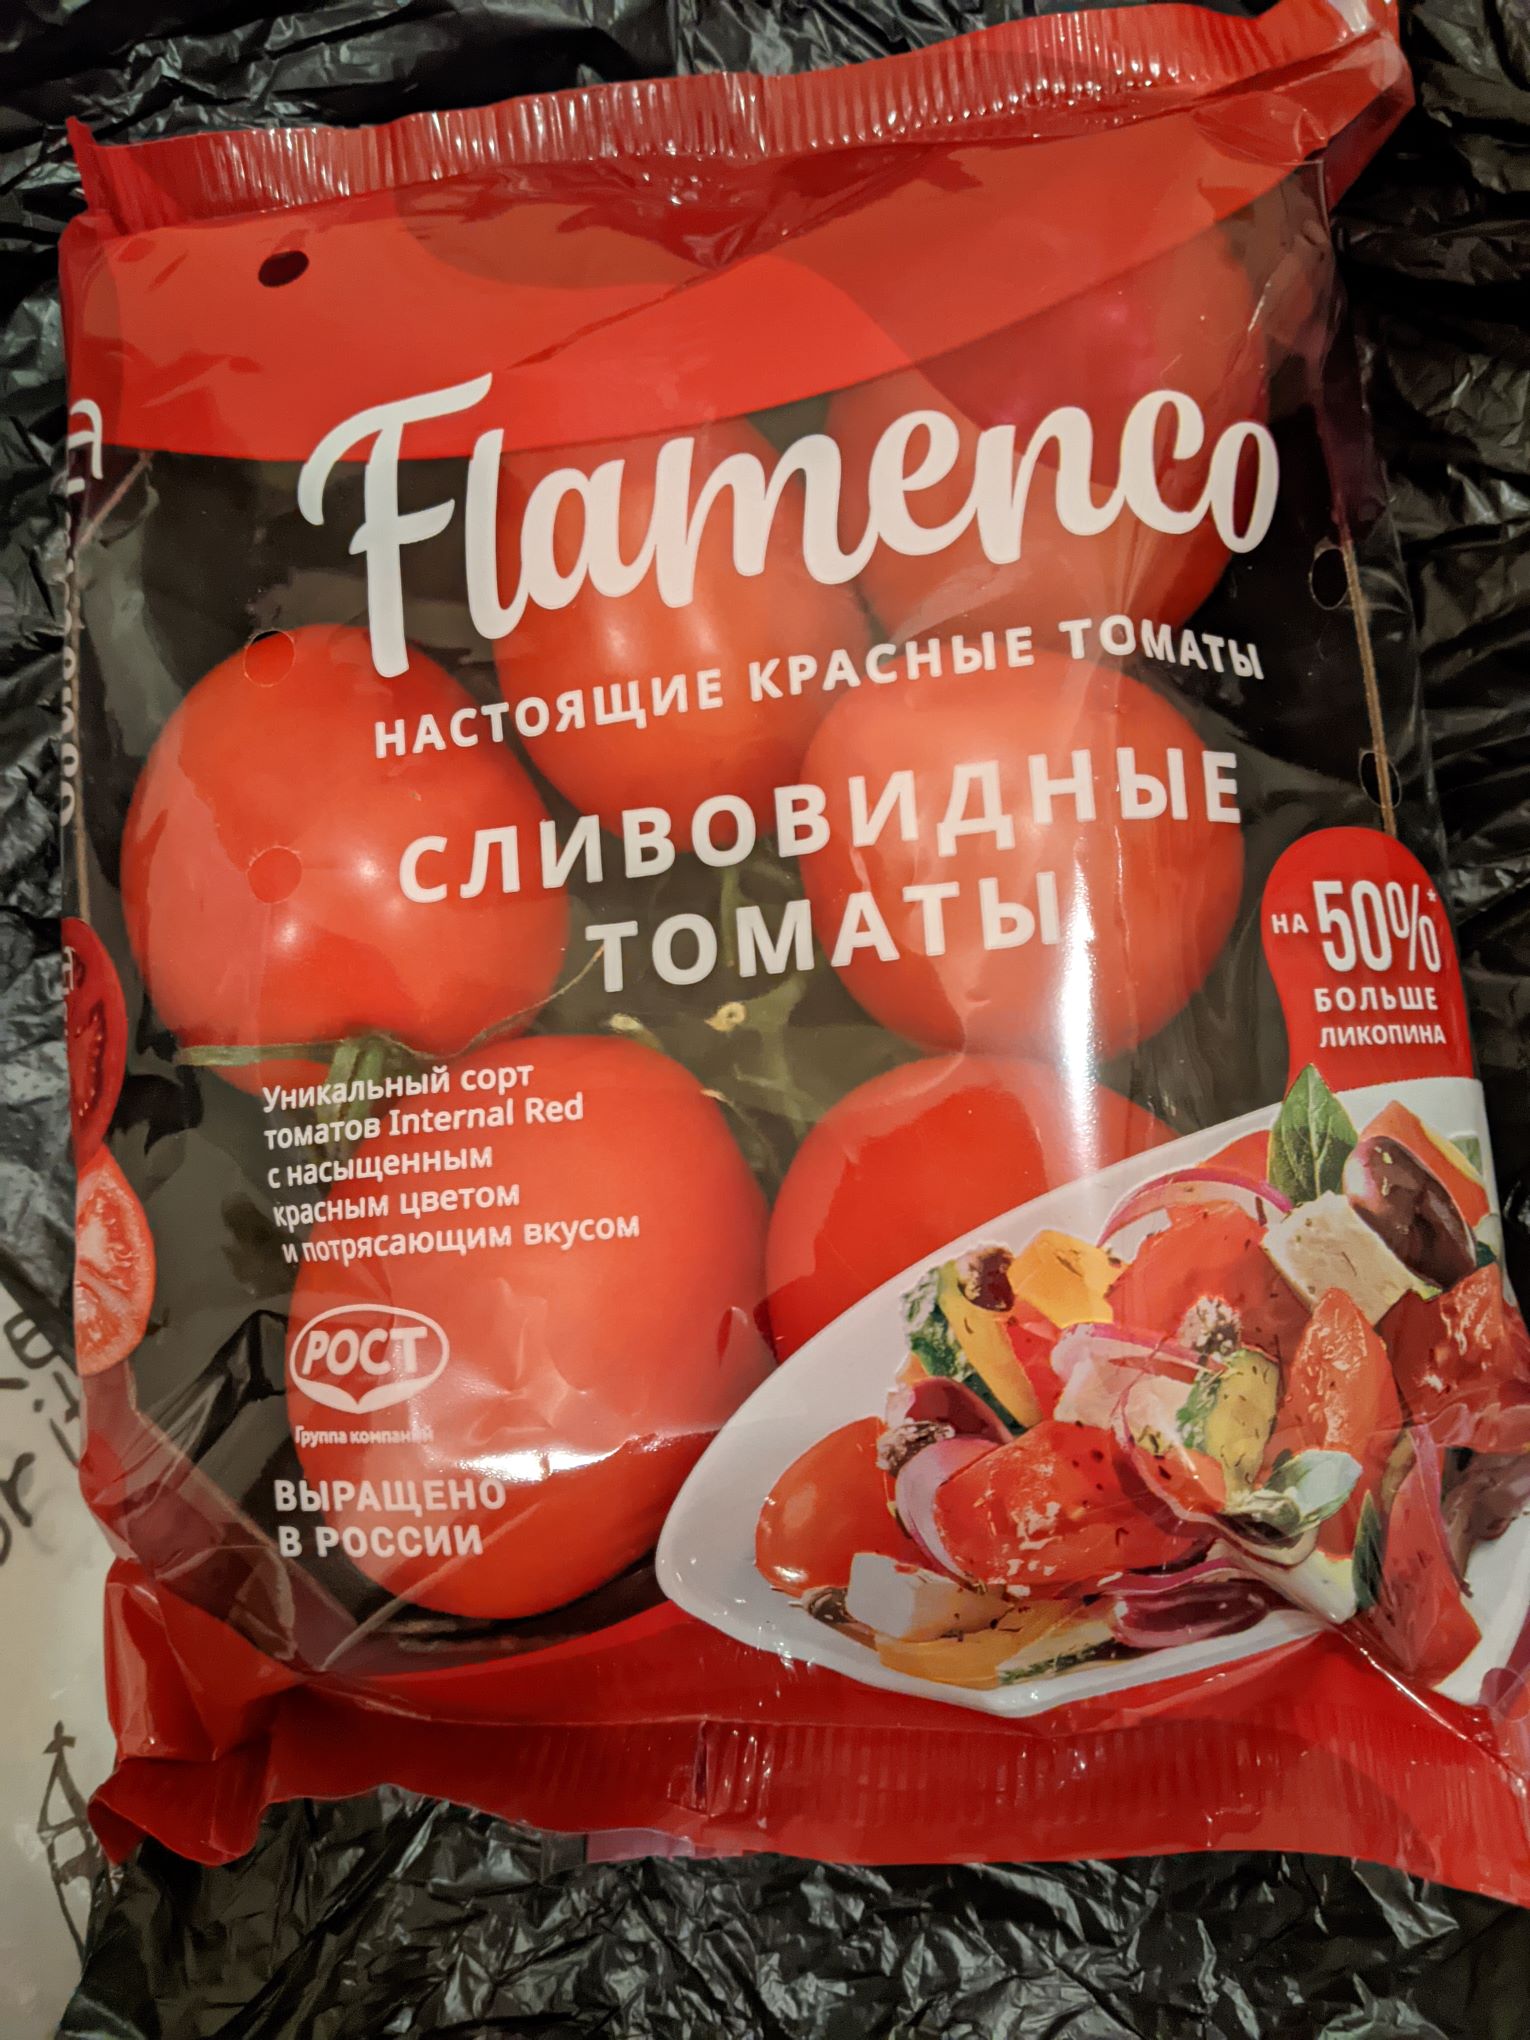 Flamenco
НАСТОЯЩИЕ КРАСНЫЕ ТОМАТЫ
СЛИВОВИДНЫЕ
ТОМАТЫ
НА 50%*
БОЛЬШЕ
ЛИКОПИНА
Уникальный сорт
томатов Internal Red
с насыщенным
красным цветом
и потрясающим вкусом
РОСТ
Группа компаний
ВЫРАЩЕНО
В РОССИИ